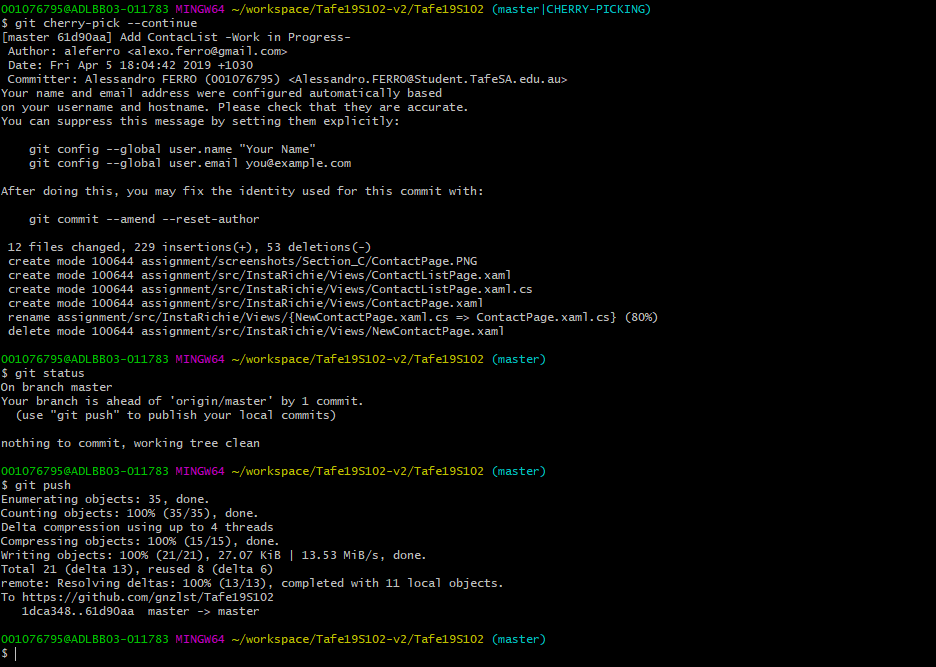 001076795@ADLBB03-011783 MINGW64 ~/workspace/Tafe19S102-v2/Tafe19S102 (master|CHERRY-PICKING)
$ git cherry-pick --continue
[master 61d90aa] Add ContacList -Work in Progress-
 Author: aleferro <alexo.ferro@gmail.com>
 Date: Fri Apr 5 18:04:42 2019 +1030
 Committer: Alessandro FERRO (001076795) <Alessandro.FERRO@Student.TafeSA.edu.au>
Your name and email address were configured automatically based
on your username and hostname. Please check that they are accurate.
You can suppress this message by setting them explicitly:

    git config --global user.name "Your Name"
    git config --global user.email you@example.com

After doing this, you may fix the identity used for this commit with:

    git commit --amend --reset-author

 12 files changed, 229 insertions(+), 53 deletions(-)
 create mode 100644 assignment/screenshots/Section_C/ContactPage.PNG
 create mode 100644 assignment/src/InstaRichie/Views/ContactListPage.xaml
 create mode 100644 assignment/src/InstaRichie/Views/ContactListPage.xaml.cs
 create mode 100644 assignment/src/InstaRichie/Views/ContactPage.xaml
 rename assignment/src/InstaRichie/Views/{NewContactPage.xaml.cs => ContactPage.xaml.cs} (80%)
 delete mode 100644 assignment/src/InstaRichie/Views/NewContactPage.xaml

001076795@ADLBB03-011783 MINGW64 ~/workspace/Tafe19S102-v2/Tafe19S102 (master)
$ git status
On branch master
Your branch is ahead of 'origin/master' by 1 commit.
  (use "git push" to publish your local commits)

nothing to commit, working tree clean

001076795@ADLBB03-011783 MINGW64 ~/workspace/Tafe19S102-v2/Tafe19S102 (master)
$ git push
Enumerating objects: 35, done.
Counting objects: 100% (35/35), done.
Delta compression using up to 4 threads
Compressing objects: 100% (15/15), done.
Writing objects: 100% (21/21), 27.07 KiB | 13.53 MiB/s, done.
Total 21 (delta 13), reused 8 (delta 6)
remote: Resolving deltas: 100% (13/13), completed with 11 local objects.
To https://github.com/gnzlst/Tafe19S102
   1dca348..61d90aa  master -> master

001076795@ADLBB03-011783 MINGW64 ~/workspace/Tafe19S102-v2/Tafe19S102 (master)
$